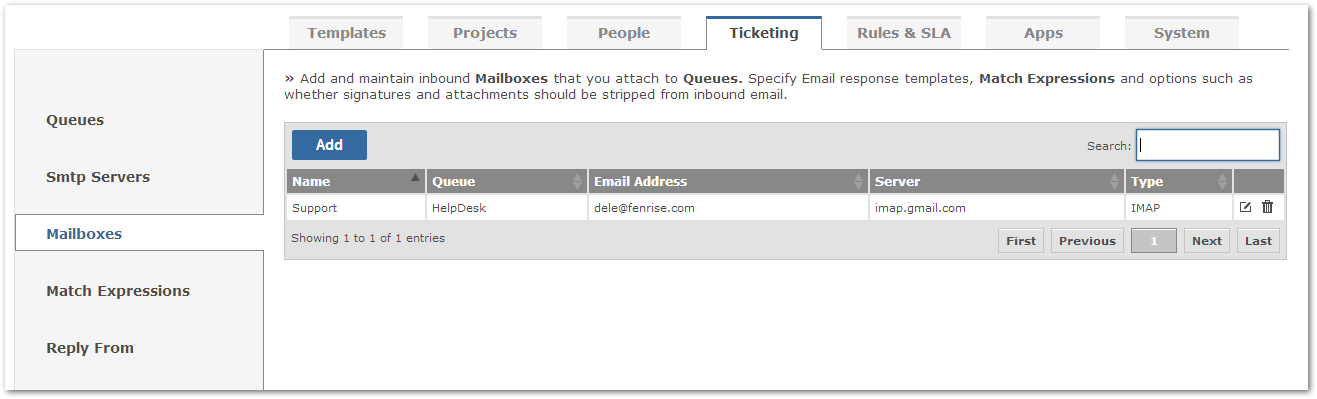 Templates Projects People Ticketing Rules & SLA Apps System
Queues
Smtp Servers
Mailboxes
Match Expressions
Reply From
» Add and maintain inbound Mailboxes that you attach to Queues. Specify Email response templates, Match Expressions and options such as
whether signatures and attachments should be stripped from inbound email.
Add Search:
Name Queue Email Address Server Type
Support HelpDesk dele@fenrise.com imap.gmail.com IMAP
Showing 1 to 1 of 1 entries First Previous 1 Next Last